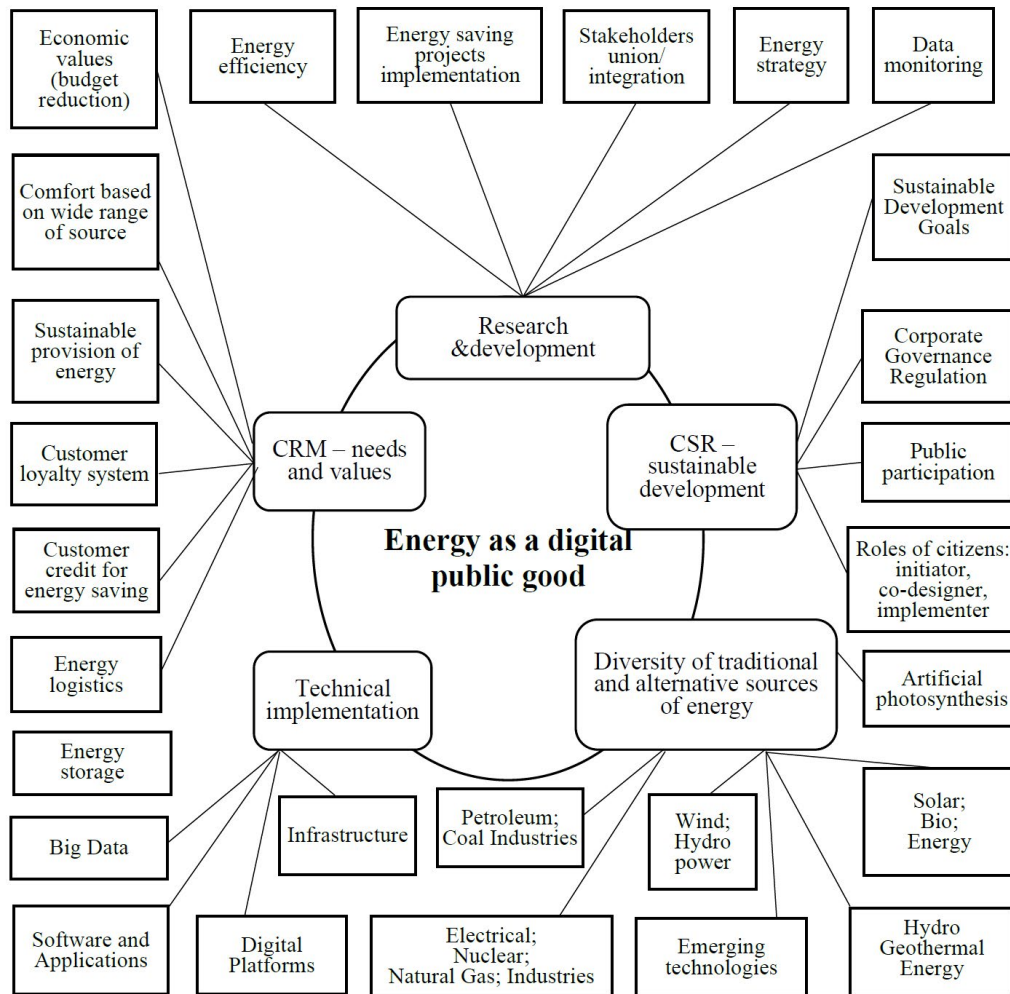 Economic
values
(budget
reduction)
Energy
efficiency
Energy saving
projects
implementation
Stakeholders
union/
integration
Energy
strategy
Data
monitoring
Comfort based
on wide range
of source
Sustainable
Development
Goals
Sustainable
provision of
energy
Research
&development
Corporate
Governance
Regulation
Customer
loyalty system
CRM – needs
and values
CSR –
sustainable
development
Public
participation
Energy as a digital
public good
Customer
credit for
energy saving
Roles of citizens:
initiator,
co-designer,
implementer
Energy
logistics
Technical
implementation
Diversity of traditional
and alternative sources
of energy
Artificial
photosynthesis
Energy
storage
Big Data
Infrastructure
Petroleum;
Coal Industries
Wind;
Hydro
power
Solar;
Bio;
Energy
Software and
Applications
Digital
Platforms
Electrical;
Nuclear;
Natural Gas; Industries
Emerging
technologies
Hydro
Geothermal
Energy